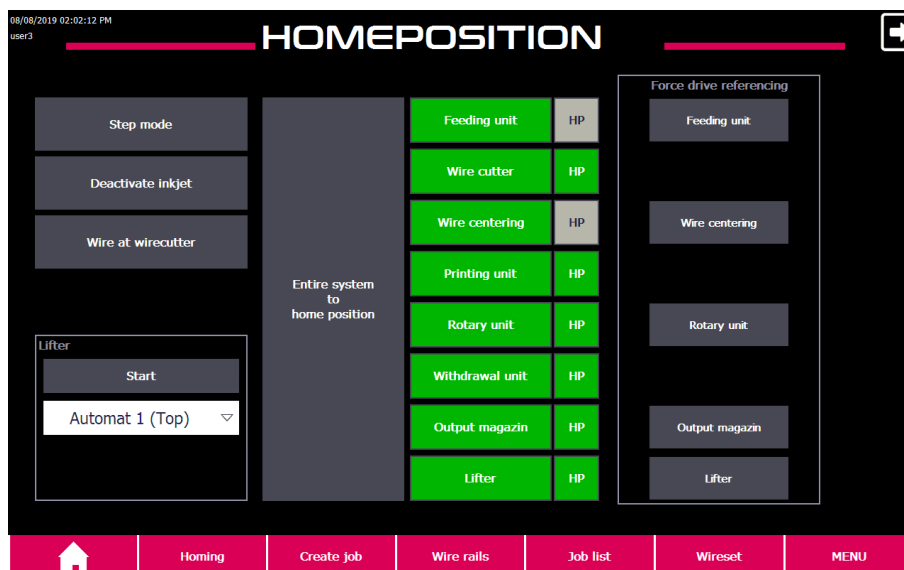 08/08/2019 02:02:12 PM
user3
HOMEPOSITION
Force drive referencing
Step mode
Deactivate inkjet
Wire at wirecutter
Entire system
to
home position
Feeding unit HP
Wire cutter HP
Wire centering HP
Printing unit HP
Rotary unit HP
Withdrawal unit HP
Output magazin HP
Lifter HP
Feeding unit
Wire centering
Rotary unit
Output magazin
Lifter
Lifter
Start
Automat 1 (Top)
Homing Create job Wire rails Job list Wireset MENU